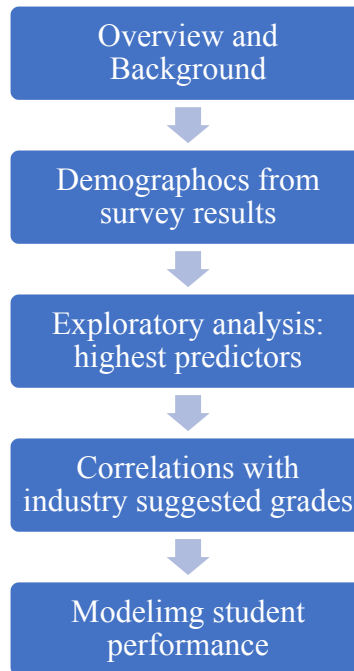 Overview and
Background
Demographocs from
survey results
Exploratory analysis:
highest predictors
Correlations with
industry suggested grades
Modelimg student
performance